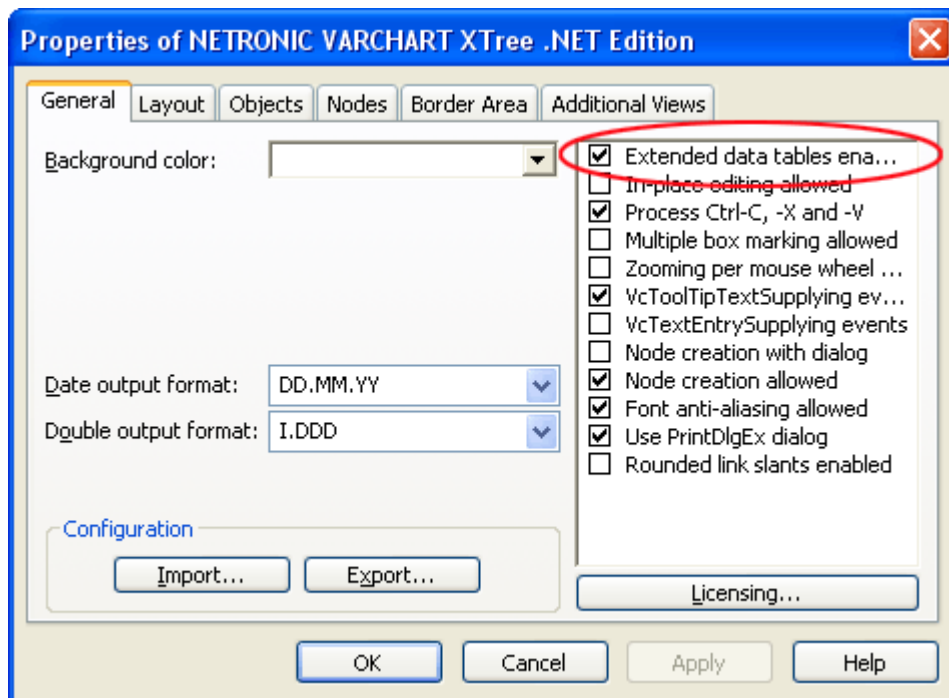 Properties of NETRONIC VARCHART XTree .NET Edition
General Layout Objects Nodes Border Area Additional Views
Background color:
Extended data tables ena...
In-place editing allowed
Process Ctrl-C, -X and -V
Multiple box marking allowed
Zooming per mouse wheel ...
VcToolTipTextSupplying ev...
VcTextEntrySupplying events
Node creation with dialog
Node creation allowed
Font anti-aliasing allowed
Use PrintDlgEx dialog
Rounded link slants enabled
Date output format: DD.MM.YY
Double output format: I.DDD
Configuration
Import... Export...
Licensing...
OK Cancel Apply Help